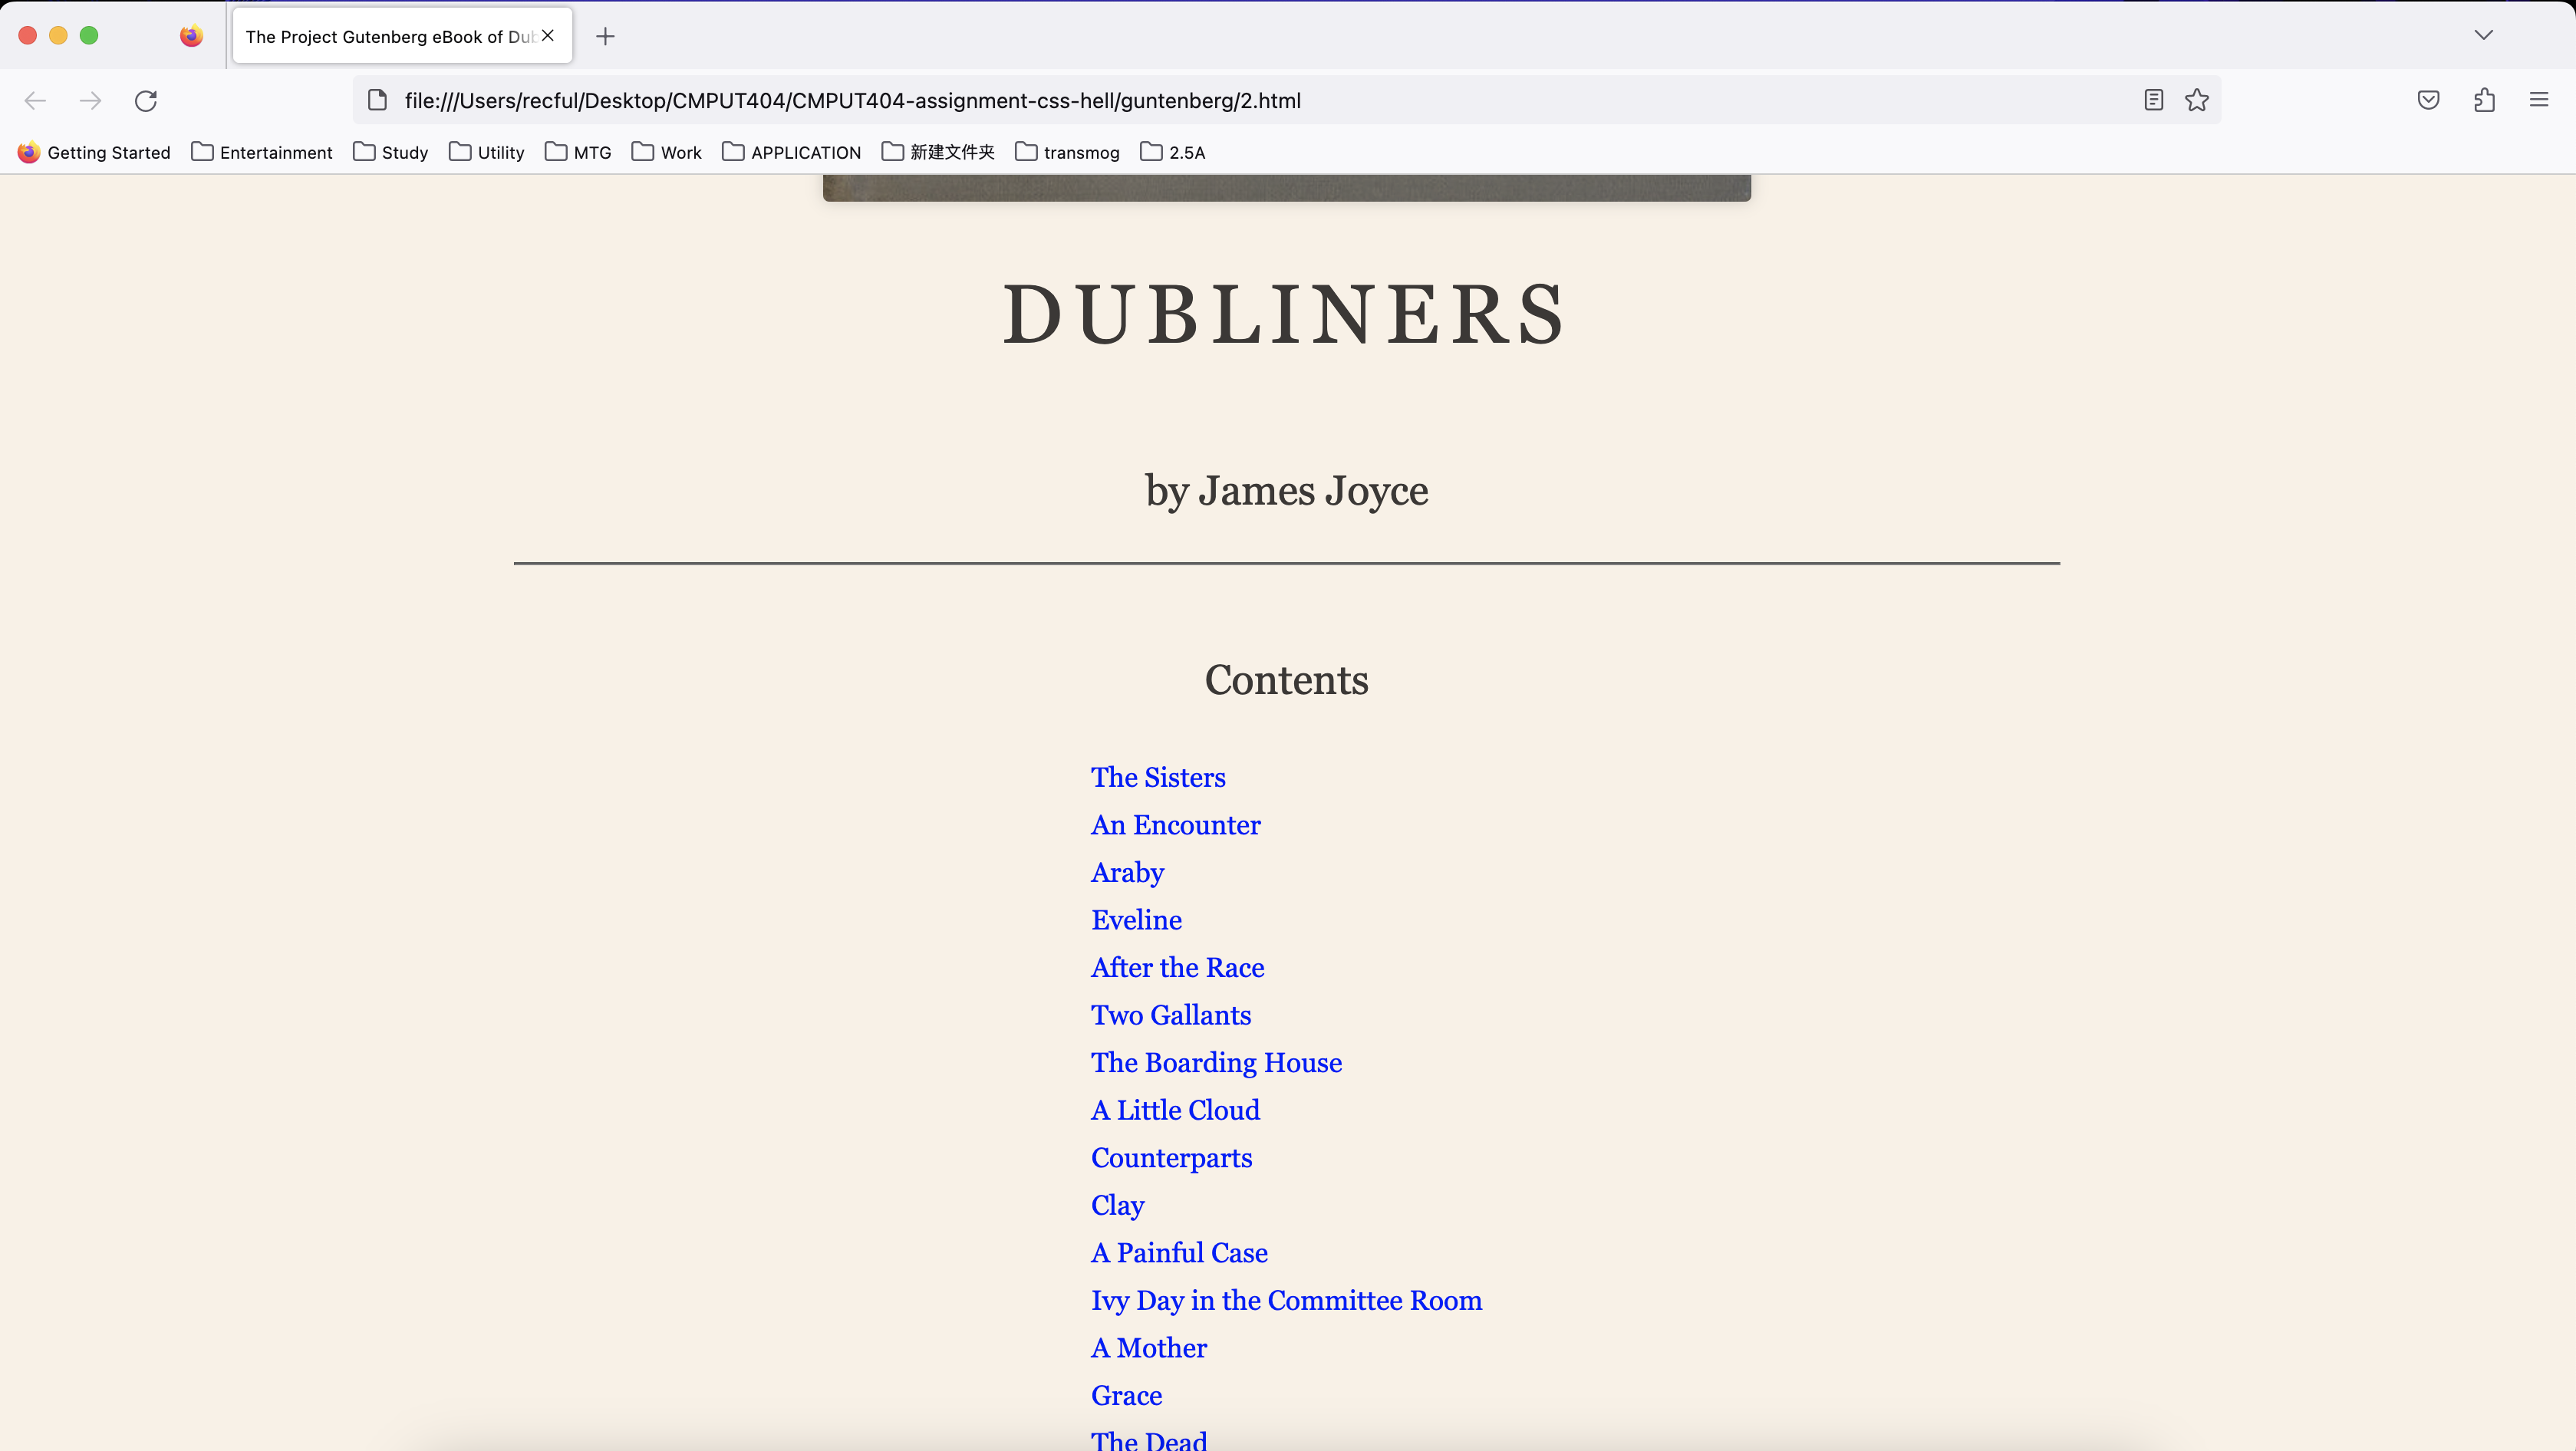 The Project Gutenberg eBook of Dub
file:///Users/recful/Desktop/CMPUT404/CMPUT404-assignment-css-hell/guntenberg/2.html
Getting Started Entertainment Study Utility MTG Work APPLICATION 新建文件夹 transmog 2.5A
DUBLINERS
by James Joyce
Contents
The Sisters
An Encounter
Araby
Eveline
After the Race
Two Gallants
The Boarding House
A Little Cloud
Counterparts
Clay
A Painful Case
Ivy Day in the Committee Room
A Mother
Grace
The Dead